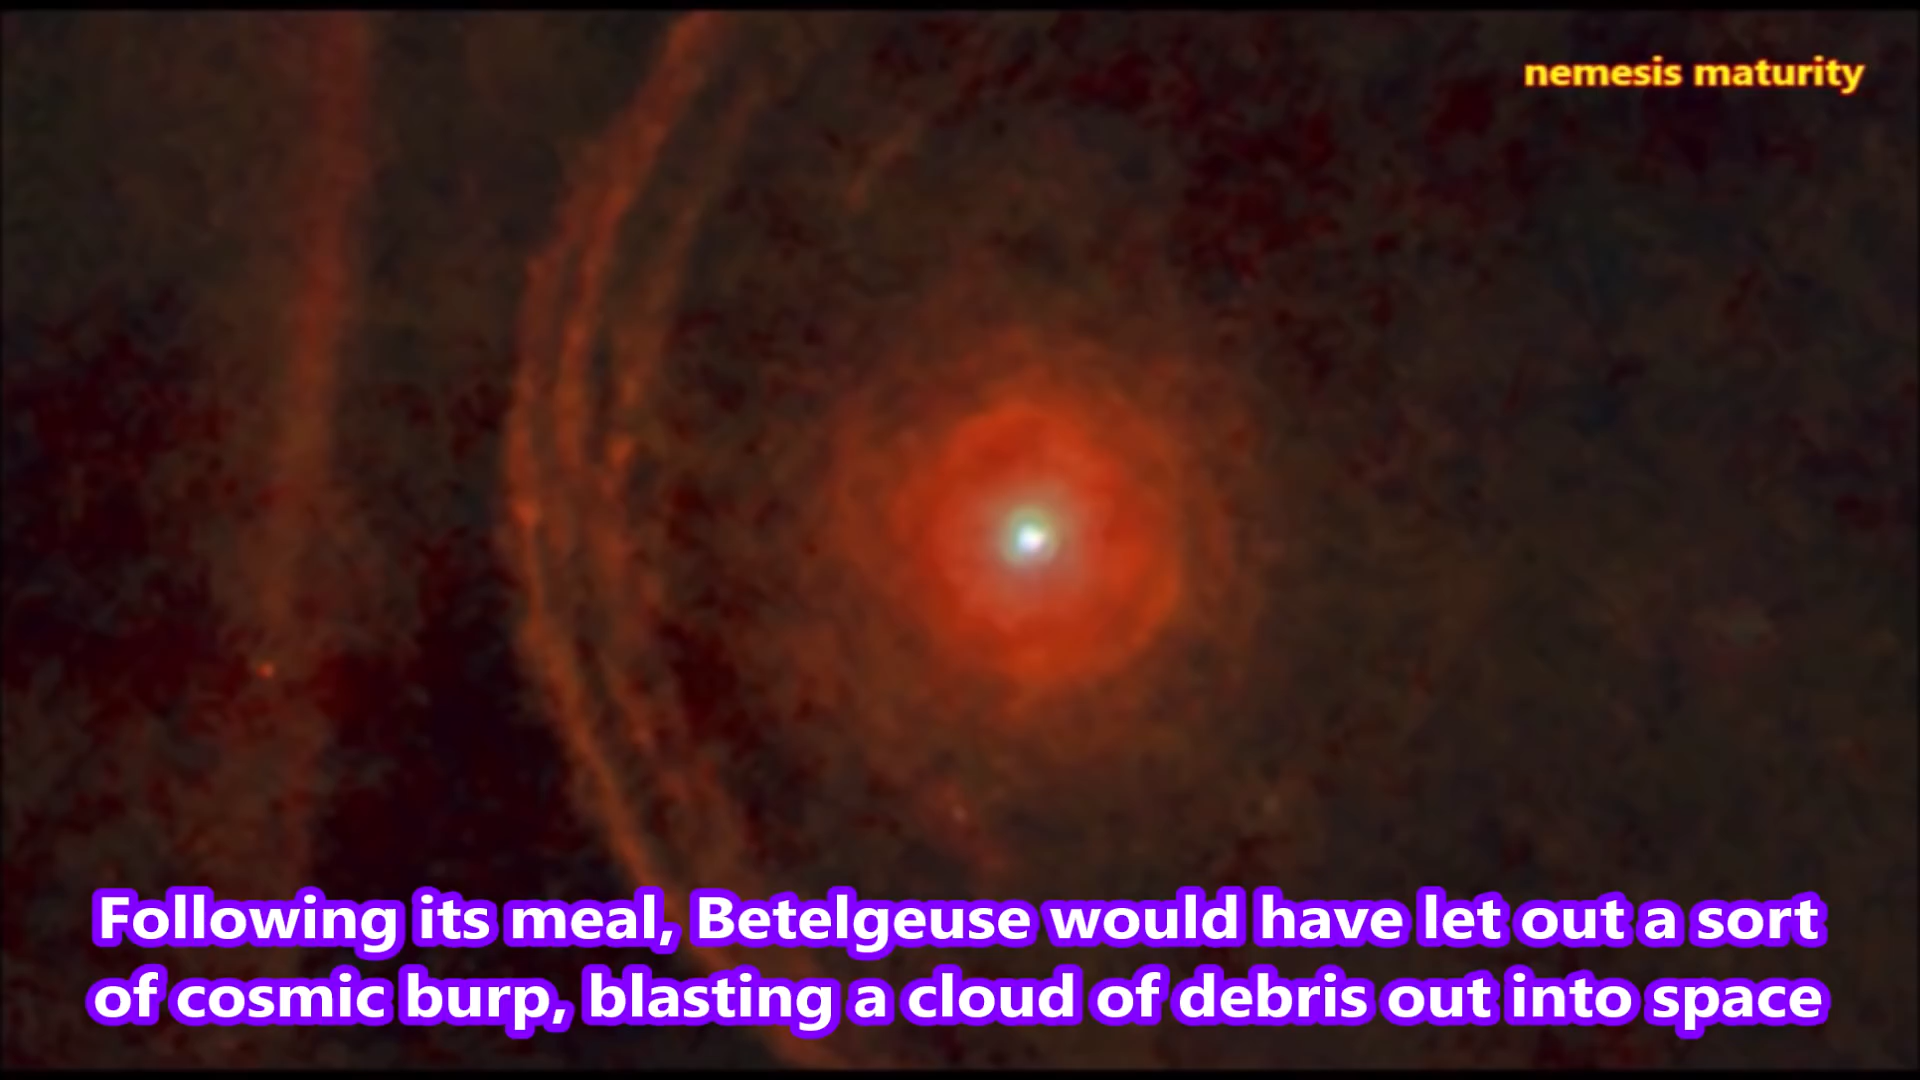 nemesis maturity
Following its meal, Betelgeuse would have let out a sort
of cosmic burp, blasting a cloud of debris out into space